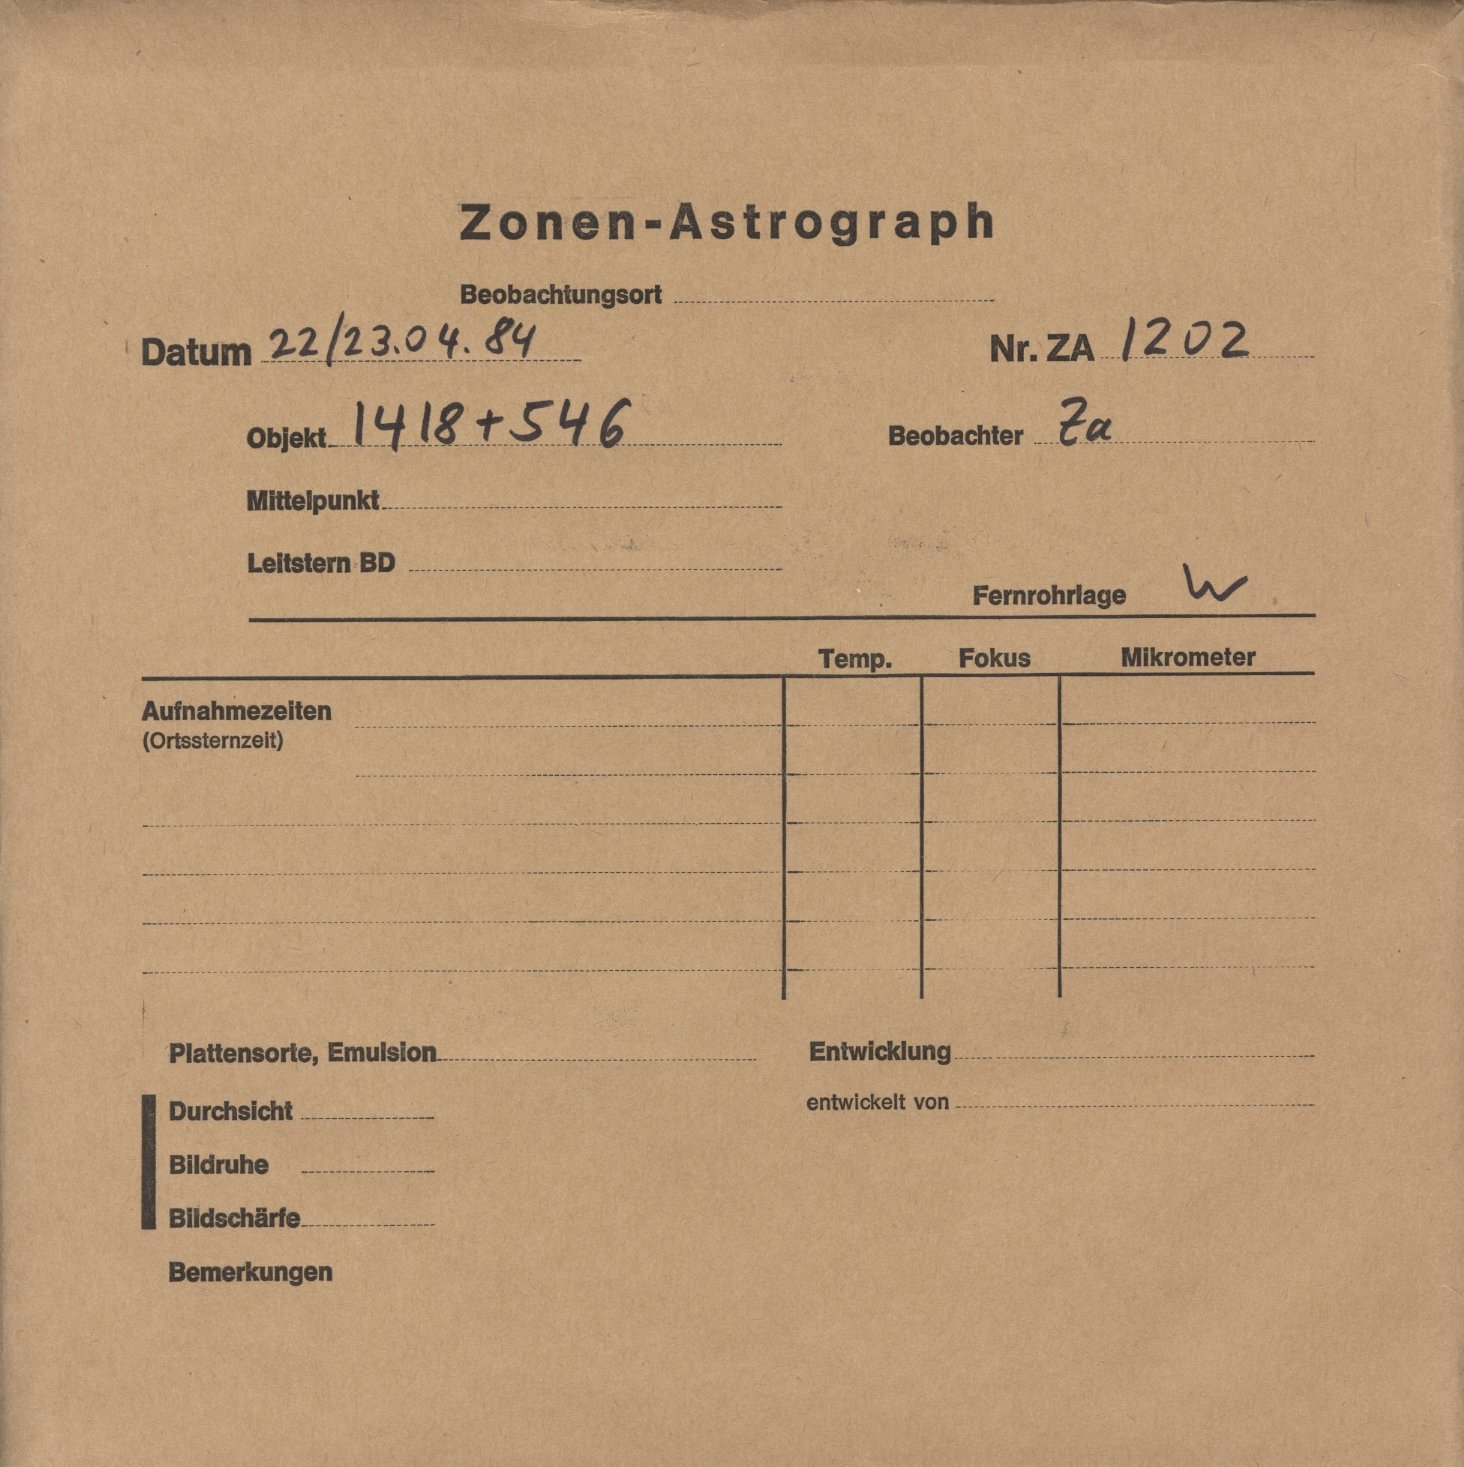 Zonen-Astrograph
Beobachtungsort
Datum 22/23.04.84 Nr. ZA 1202
Objekt 1418+546 Beobachter Za
Mittelpunkt
Leitstern BD
Fernrohrlage W
Temp. Fokus Mikrometer
Aufnahmezeiten
(Ortssternzeit)
Plattensorte, Emulsion Entwicklung
Durchsicht entwickelt von
Bildruhe
Bildschärfe
Bemerkungen